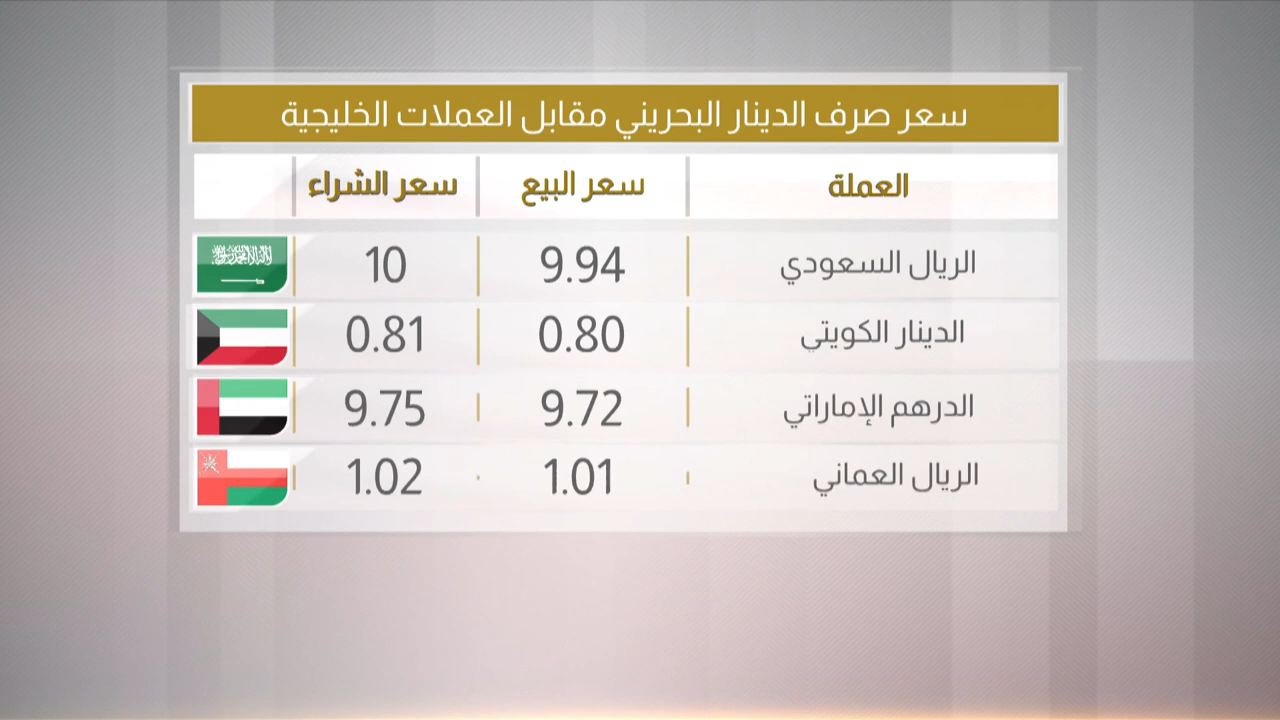 سعر صرف الدينار البحريني مقابل العملات الخليجية
العملة سعر البيع سعر الشراء
الريال السعودي 9.94 10
الدينار الكويتي 0.80 0.81
الدرهم الإماراتي 9.72 9.75
الريال العماني 1.01 1.02